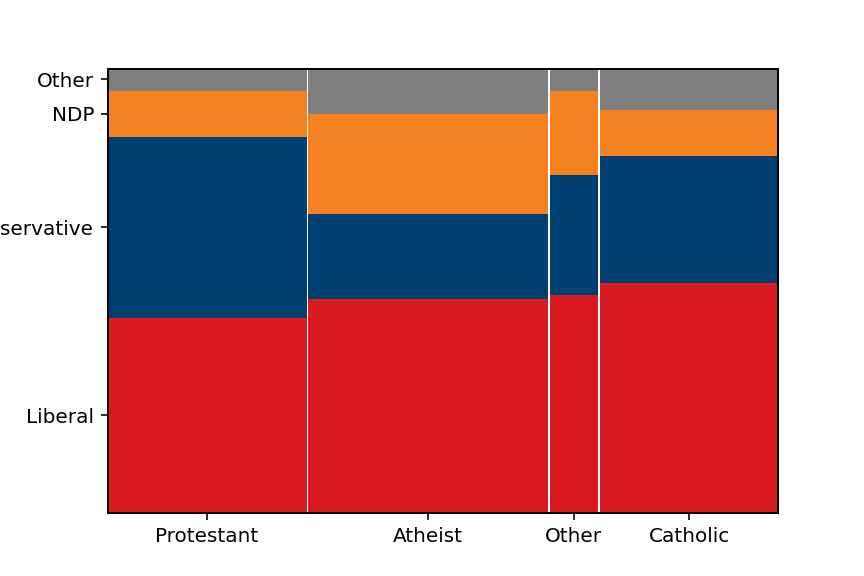 Other
NDP
servative
Liberal
Protestant Atheist Other Catholic